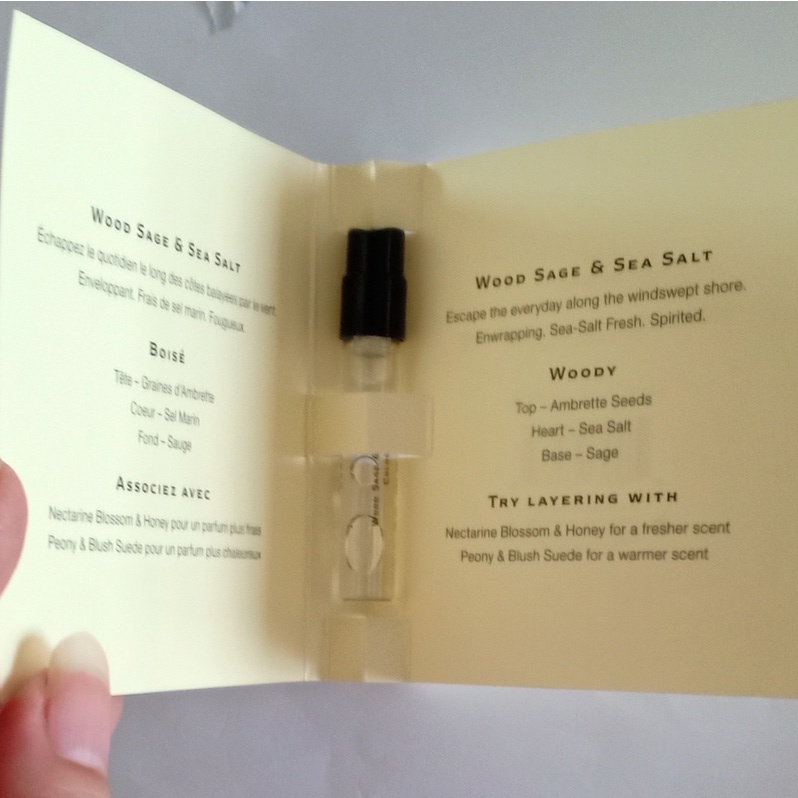 Wood Sage & Sea Salt
Échappez le quotidien le long des côtes balayées par le vent.
Enveloppant. Frais de sel marin. Fougueux.
Boisé
Tête – Graines d'Ambrette
Coeur – Sel Marin
Fond – Sauge
Associez avec
Nectarine Blossom & Honey pour un parfum plus frais
Peony & Blush Suede pour un parfum plus chaleureux
Wood Sage
Wood Sage & Sea Salt
Escape the everyday along the windswept shore.
Enwrapping. Sea-Salt Fresh. Spirited.
Woody
Top – Ambrette Seeds
Heart – Sea Salt
Base – Sage
Try layering with
Nectarine Blossom & Honey for a fresher scent
Peony & Blush Suede for a warmer scent